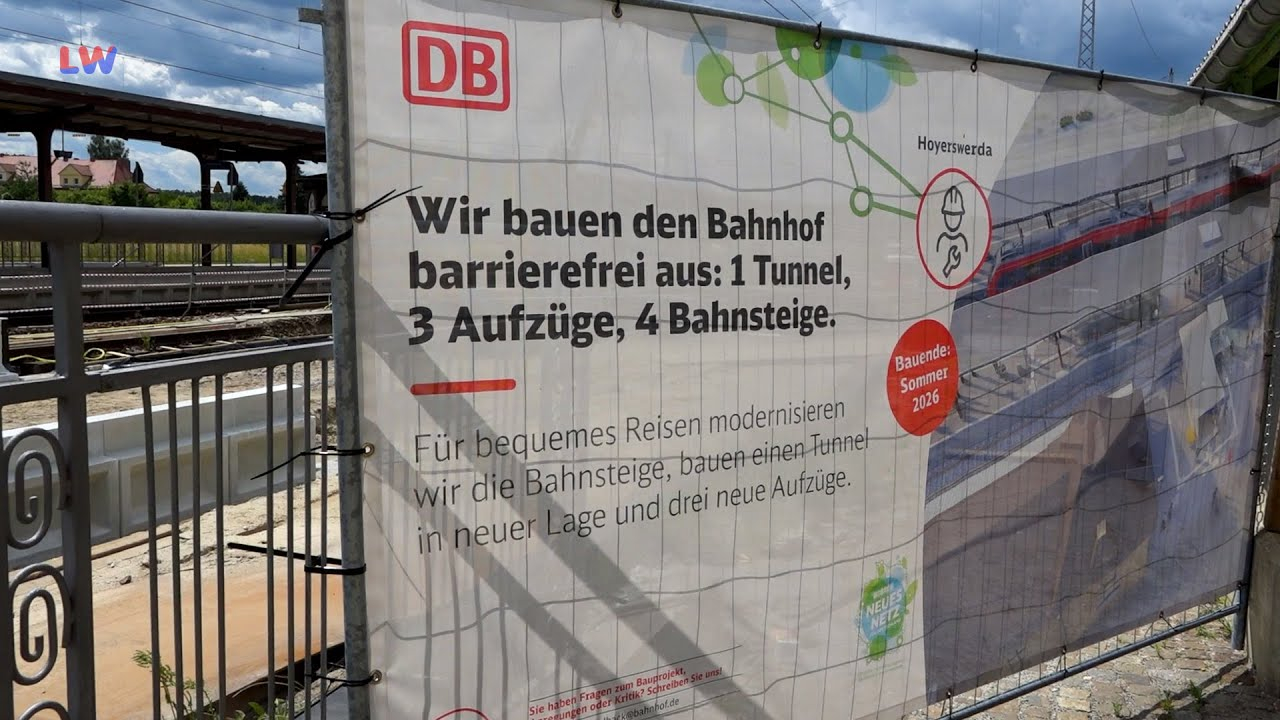 LW
DB
Hoyerswerda
Wir bauen den Bahnhof
barrierefrei aus: 1 Tunnel,
3 Aufzüge, 4 Bahnsteige.
Bauende:
Sommer
2026
Für bequemes Reisen modernisieren
wir die Bahnsteige, bauen einen Tunnel
in neuer Lage und drei neue Aufzüge.
NEUES
NETZ
Sie haben Fragen zum Bauprojekt,
oder Kritik? Schreiben Sie uns!